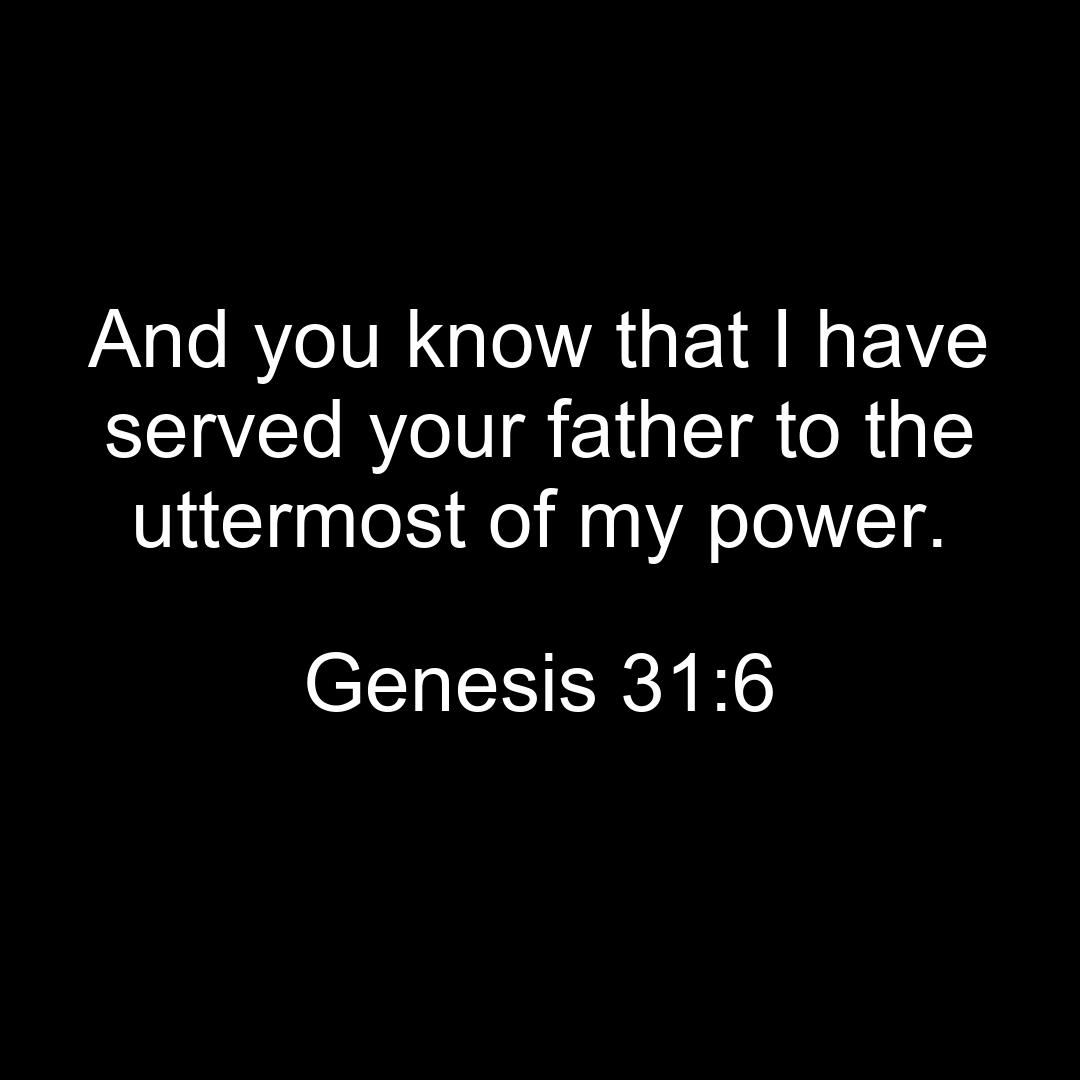 And you know that I have
served your father to the
uttermost of my power.
Genesis 31:6